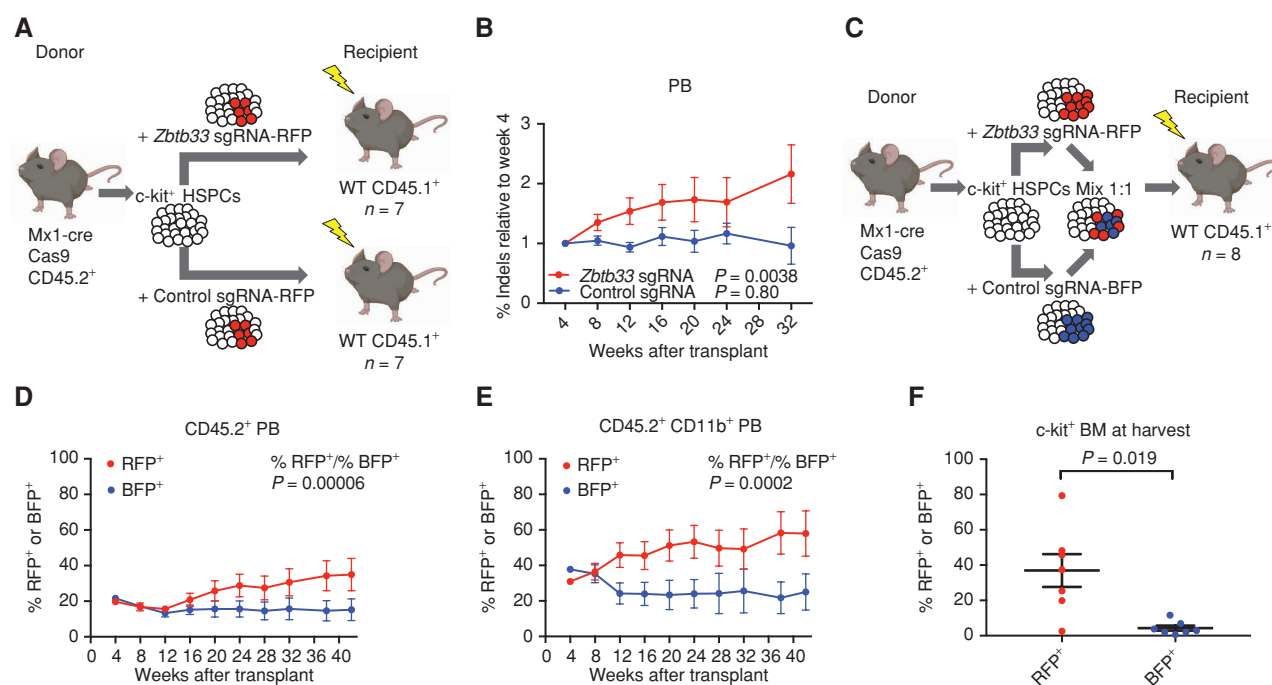 A
Donor
Recipient
+ Zbtb33 sgRNA-RFP
WT CD45.1+
n = 7
c-kit+ HSPCs
Mx1-cre
Cas9
CD45.2+
+ Control sgRNA-RFP
WT CD45.1+
n = 7
B
PB
% Indels relative to week 4
3
2
1
0
Zbtb33 sgRNA P = 0.0038
Control sgRNA P = 0.80
4 8 12 16 20 24 28 32
Weeks after transplant
C
Donor
Recipient
+ Zbtb33 sgRNA-RFP
c-kit+ HSPCs Mix 1:1
Mx1-cre
Cas9
CD45.2+
WT CD45.1+
n = 8
+ Control sgRNA-BFP
D
CD45.2+ PB
% RFP+ or BFP+
100
80
60
40
20
0
RFP+
BFP+
% RFP+/% BFP+
P = 0.00006
0 4 8 12 16 20 24 28 32 36 40
Weeks after transplant
E
CD45.2+ CD11b+ PB
% RFP+ or BFP+
100
80
60
40
20
0
RFP+
BFP+
% RFP+/% BFP+
P = 0.0002
0 4 8 12 16 20 24 28 32 36 40
Weeks after transplant
F
c-kit+ BM at harvest
P = 0.019
% RFP+ or BFP+
100
80
60
40
20
0
RFP+
BFP+